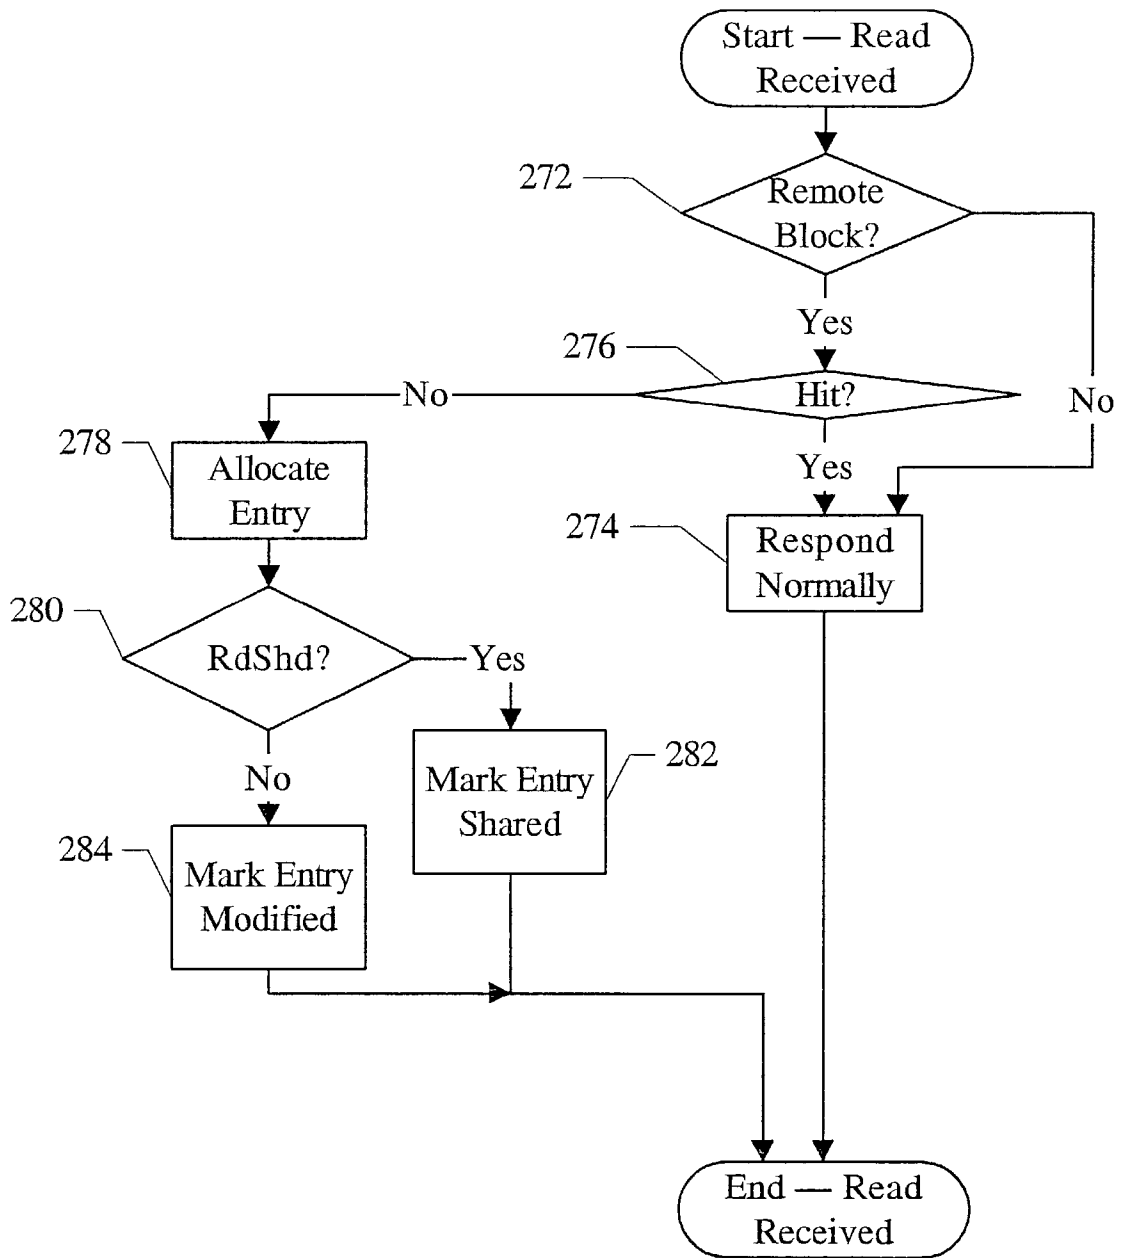 Start — Read
Received
272
Remote
Block?
Yes
276
Hit?
No
No
278
Allocate
Entry
Yes
274
Respond
Normally
280
RdShd?
Yes
No
Mark Entry
Shared
282
284
Mark Entry
Modified
End — Read
Received